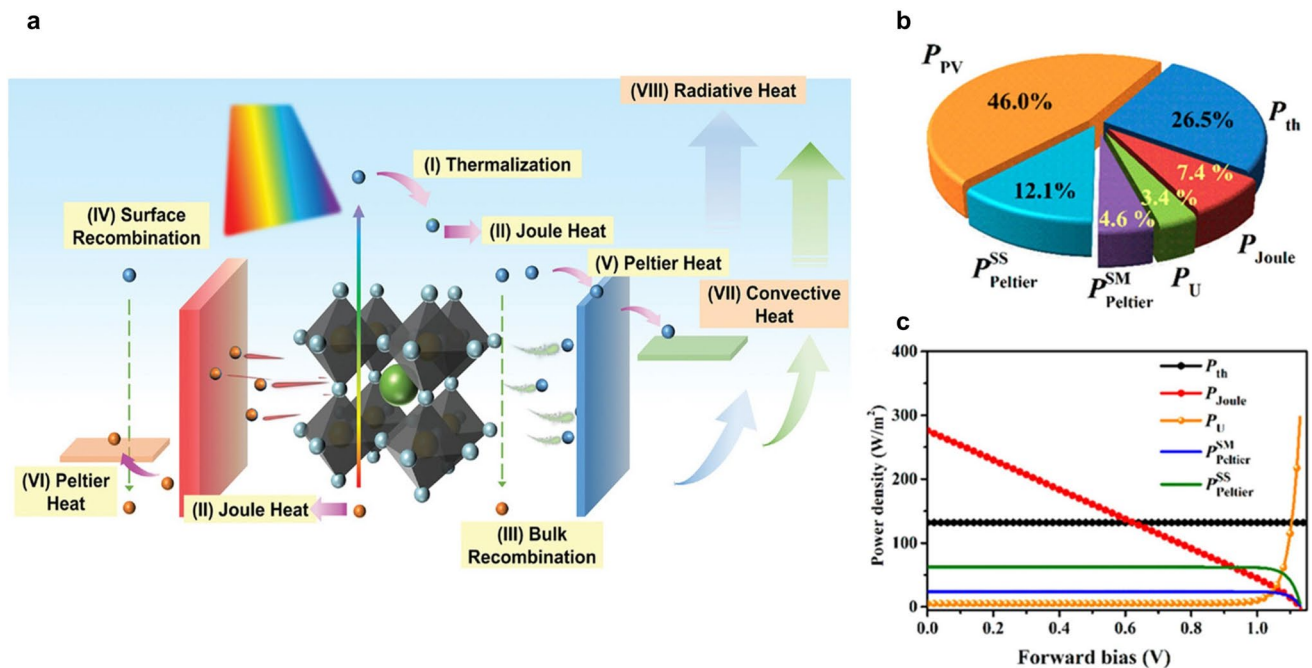 a
(VIII) Radiative Heat
(I) Thermalization
(IV) Surface
Recombination
(II) Joule Heat
(V) Peltier Heat
(VII) Convective
Heat
(VI) Peltier
Heat
(II) Joule Heat
(III) Bulk
Recombination
b
P_PV
46.0%
26.5%
P_th
7.4 %
12.1%
3.4 %
4.6 %
P_Joule
P^SS_Peltier
P^SM_Peltier
P_U
c
400
300
200
100
0
Power density (W/m²)
P_th
P_Joule
P_U
P^SM_Peltier
P^SS_Peltier
0.0 0.2 0.4 0.6 0.8 1.0
Forward bias (V)